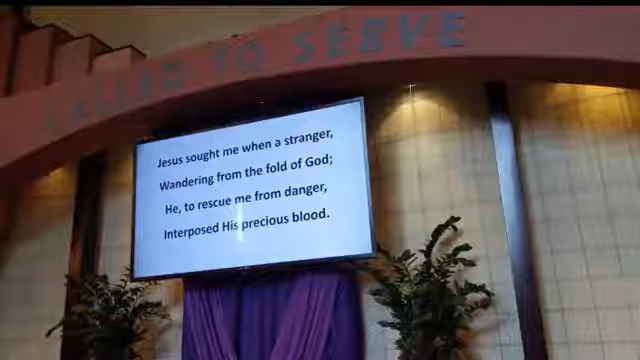 CALLED TO SERVE
Jesus sought me when a stranger,
Wandering from the fold of God;
He, to rescue me from danger,
Interposed His precious blood.